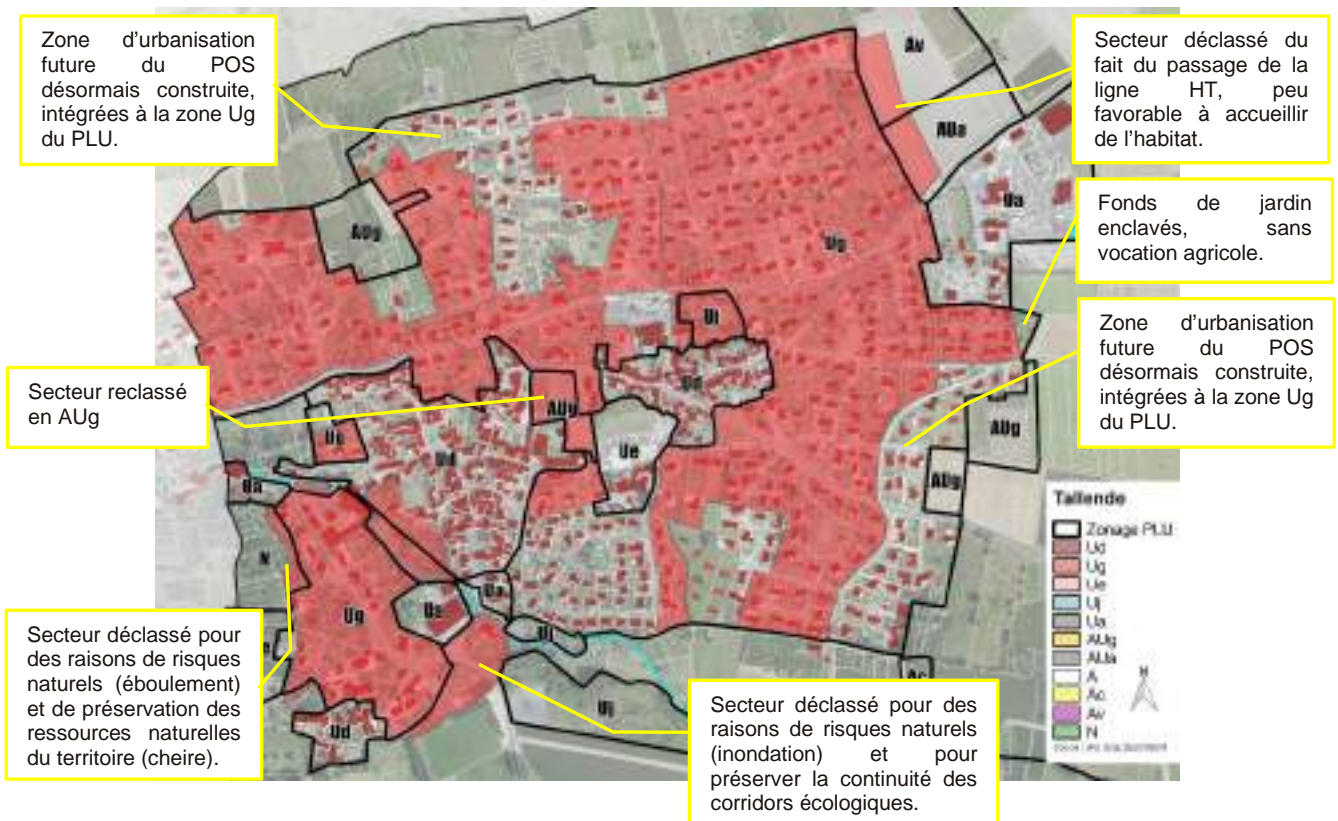 Zone d'urbanisation
future du POS
désormais construite,
intégrées à la zone Ug
du PLU.
Secteur déclassé du
fait du passage de la
ligne HT, peu
favorable à accueillir
de l'habitat.
Fonds de jardin
enclavés, sans
vocation agricole.
Zone d'urbanisation
future du POS
désormais construite,
intégrées à la zone Ug
du PLU.
Secteur reclassé
en AUg
Secteur déclassé pour
des raisons de risques
naturels (éboulement)
et de préservation des
ressources naturelles
du territoire (cheire).
Secteur déclassé pour des
raisons de risques naturels
(inondation) et pour
préserver la continuité des
corridors écologiques.
Av
AUa
Ua
AUg
Ug
Ui
Ud
AUg
Ue
Ud
AUg
AUg
N
Ug
Ua
Ud
Uj
Tallende
Zonage PLU
Ud
Ug
Ue
Uj
Ua
AUg
AUa
A
Ac
Av
N
N